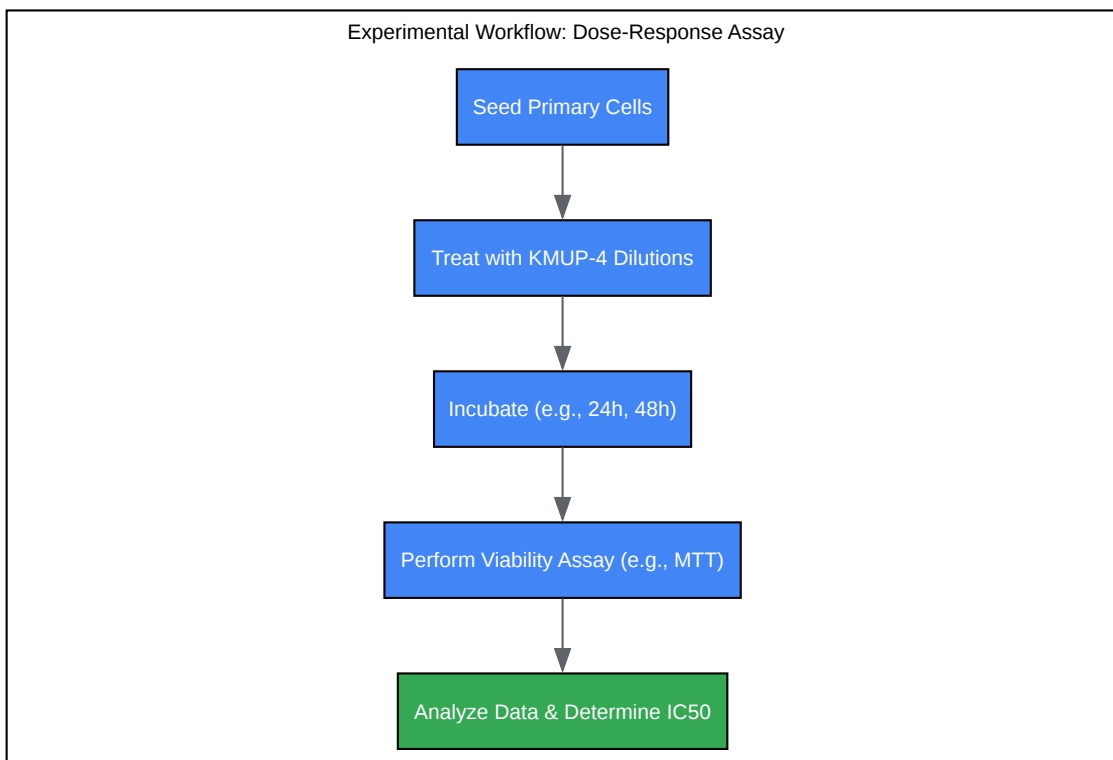 Experimental Workflow: Dose-Response Assay
Seed Primary Cells
Treat with KMUP-4 Dilutions
Incubate (e.g., 24h, 48h)
Perform Viability Assay (e.g., MTT)
Analyze Data & Determine IC50